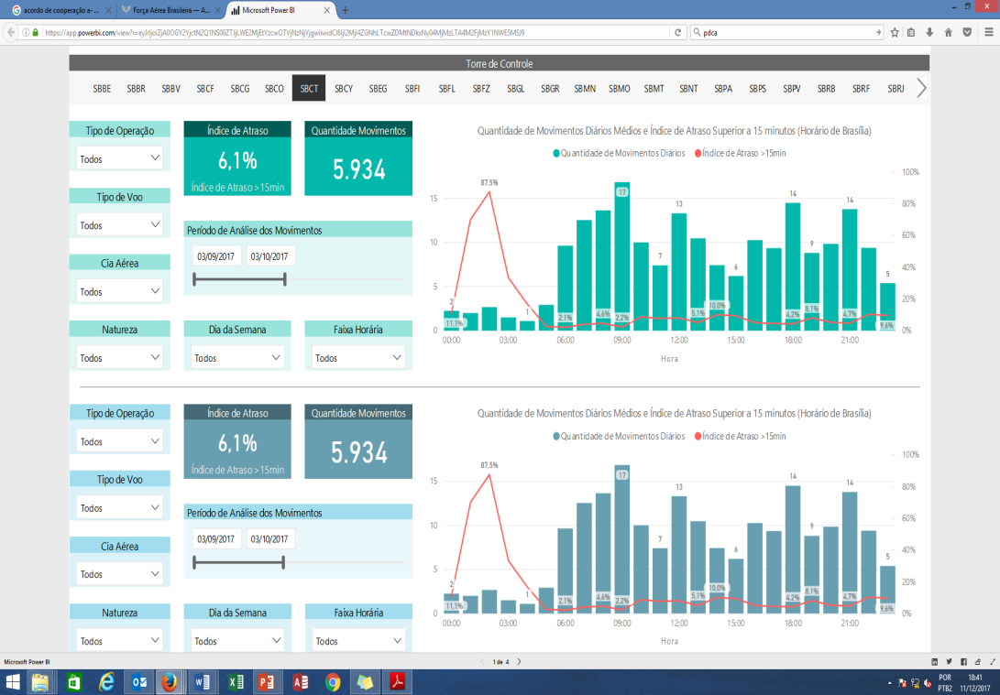 acordo de cooperação a- ...
Força Aérea Brasileira — A...
Microsoft Power BI
pdca
Torre de Controle
SBBE SBBR SBBV SBCF SBCG SBCO SBCT SBCY SBEG SBFI SBFL SBFZ SBGL SBGR SBMN SBMO SBMT SBNT SBPA SBPS SBPV SBRB SBRF SBRJ
Tipo de Operação
Todos
Tipo de Voo
Todos
Cia Aérea
Todos
Natureza
Todos
Índice de Atraso
6,1%
Índice de Atraso >15min
Quantidade Movimentos
5.934
Período de Análise dos Movimentos
03/09/2017 03/10/2017
Dia da Semana
Todos
Faixa Horária
Todos
Quantidade de Movimentos Diários Médios e Índice de Atraso Superior a 15 minutos (Horário de Brasília)
Quantidade de Movimentos Diários Índice de Atraso >15min
15
10
5
0
100%
80%
60%
40%
20%
0%
2 87,5% 1 17 7 13 6 14 9 14 5
11,1% 2,1% 4,6% 2,2% 5,1% 10,0% 4,2% 8,1% 4,7% 9,6%
00:00 03:00 06:00 09:00 12:00 15:00 18:00 21:00
Hora
Tipo de Operação
Todos
Tipo de Voo
Todos
Cia Aérea
Todos
Natureza
Todos
Índice de Atraso
6,1%
Índice de Atraso >15min
Quantidade Movimentos
5.934
Período de Análise dos Movimentos
03/09/2017 03/10/2017
Dia da Semana
Todos
Faixa Horária
Todos
Quantidade de Movimentos Diários Médios e Índice de Atraso Superior a 15 minutos (Horário de Brasília)
Quantidade de Movimentos Diários Índice de Atraso >15min
15
10
5
0
100%
80%
60%
40%
20%
0%
2 87,5% 1 17 7 13 6 14 9 14 5
11,1% 2,1% 4,6% 2,2% 5,1% 10,0% 4,2% 8,1% 4,7% 9,6%
00:00 03:00 06:00 09:00 12:00 15:00 18:00 21:00
Hora
Microsoft Power BI
1 de 4
POR 18:41
PTB2 11/12/2017